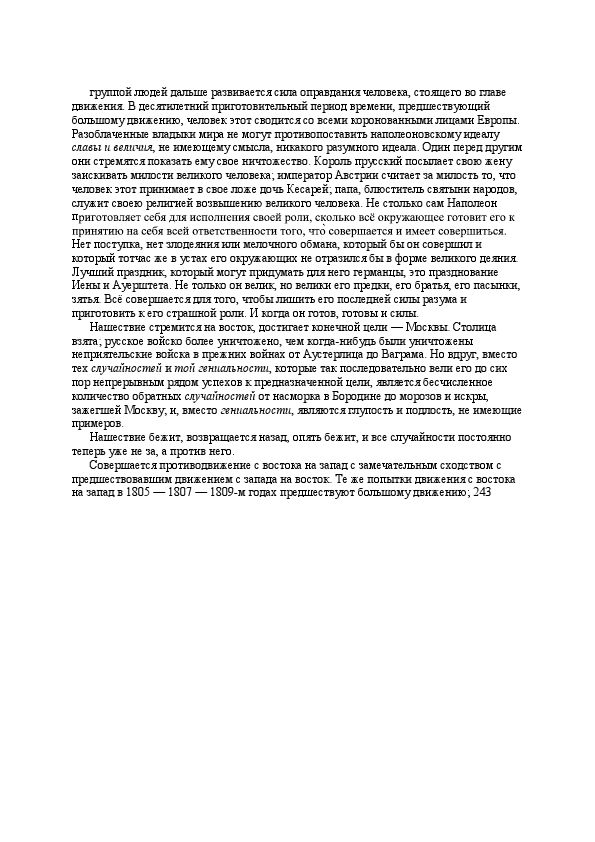 группой людей дальше развивается сила оправдания человека, стоящего во главе
движения. В десятилетний приготовительный период времени, предшествующий
большому движению, человек этот сводится со всеми коронованными лицами Европы.
Разоблаченные владыки мира не могут противопоставить наполеоновскому идеалу
славы и величия, не имеющему смысла, никакого разумного идеала. Один перед другим
они стремятся показать ему свое ничтожество. Король прусский посылает свою жену
заискивать милости великого человека; император Австрии считает за милость то, что
человек этот принимает в свое ложе дочь Кесарей; папа, блюститель святыни народов,
служит своею религией возвышению великого человека. Не столько сам Наполеон
приготовляет себя для исполнения своей роли, сколько всё окружающее готовит его к
принятию на себя всей ответственности того, что совершается и имеет совершиться.
Нет поступка, нет злодеяния или мелочного обмана, который бы он совершил и
который тотчас же в устах его окружающих не отразился бы в форме великого деяния.
Лучший праздник, который могут придумать для него германцы, это празднование
Иены и Ауерштета. Не только он велик, но велики его предки, его братья, его пасынки,
зятья. Всё совершается для того, чтобы лишить его последней силы разума и
приготовить к его страшной роли. И когда он готов, готовы и силы.
Нашествие стремится на восток, достигает конечной цели — Москвы. Столица
взята; русское войско более уничтожено, чем когда-нибудь были уничтожены
неприятельские войска в прежних войнах от Аустерлица до Ваграма. Но вдруг, вместо
тех случайностей и той гениальности, которые так последовательно вели его до сих
пор непрерывным рядом успехов к предназначенной цели, является бесчисленное
количество обратных случайностей от насморка в Бородине до морозов и искры,
зажегшей Москву; и, вместо гениальности, являются глупость и подлость, не имеющие
примеров.
Нашествие бежит, возвращается назад, опять бежит, и все случайности постоянно
теперь уже не за, а против него.
Совершается противодвижение с востока на запад с замечательным сходством с
предшествовавшим движением с запада на восток. Те же попытки движения с востока
на запад в 1805 — 1807 — 1809-м годах предшествуют большому движению; 243